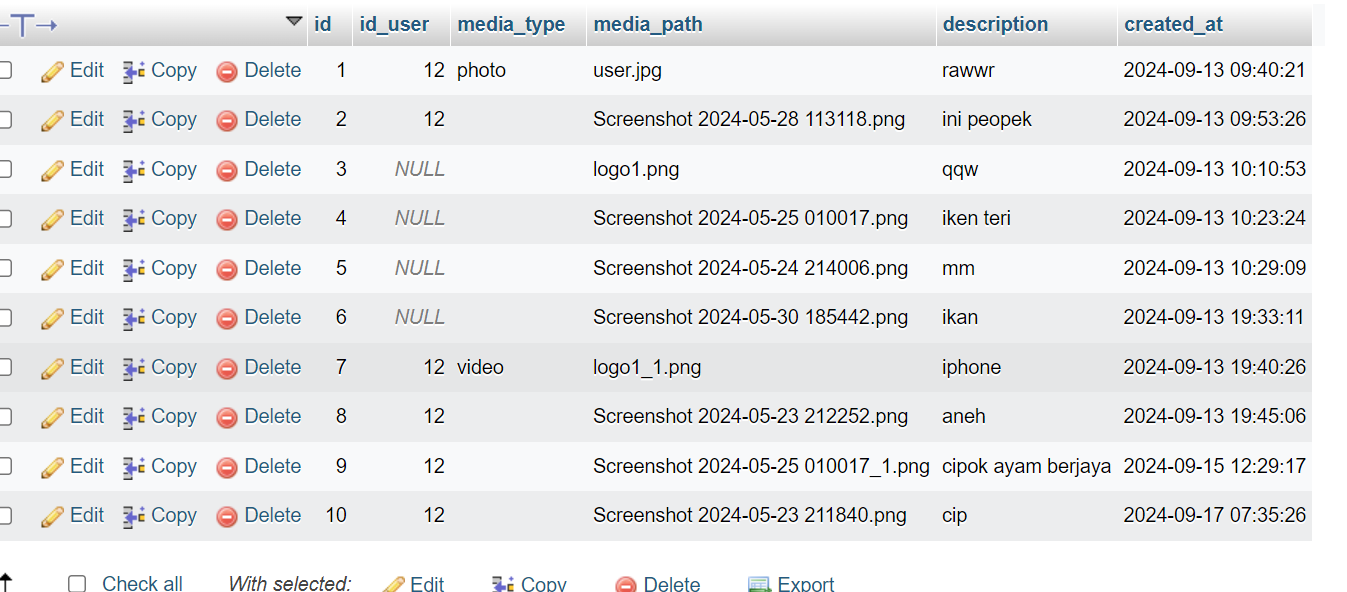 id id_user media_type media_path description created_at
Edit Copy Delete 1 12 photo user.jpg rawwr 2024-09-13 09:40:21
Edit Copy Delete 2 12 Screenshot 2024-05-28 113118.png ini peopek 2024-09-13 09:53:26
Edit Copy Delete 3 NULL logo1.png qqw 2024-09-13 10:10:53
Edit Copy Delete 4 NULL Screenshot 2024-05-25 010017.png iken teri 2024-09-13 10:23:24
Edit Copy Delete 5 NULL Screenshot 2024-05-24 214006.png mm 2024-09-13 10:29:09
Edit Copy Delete 6 NULL Screenshot 2024-05-30 185442.png ikan 2024-09-13 19:33:11
Edit Copy Delete 7 12 video logo1_1.png iphone 2024-09-13 19:40:26
Edit Copy Delete 8 12 Screenshot 2024-05-23 212252.png aneh 2024-09-13 19:45:06
Edit Copy Delete 9 12 Screenshot 2024-05-25 010017_1.png cipok ayam berjaya 2024-09-15 12:29:17
Edit Copy Delete 10 12 Screenshot 2024-05-23 211840.png cip 2024-09-17 07:35:26
Check all With selected: Edit Copy Delete Export